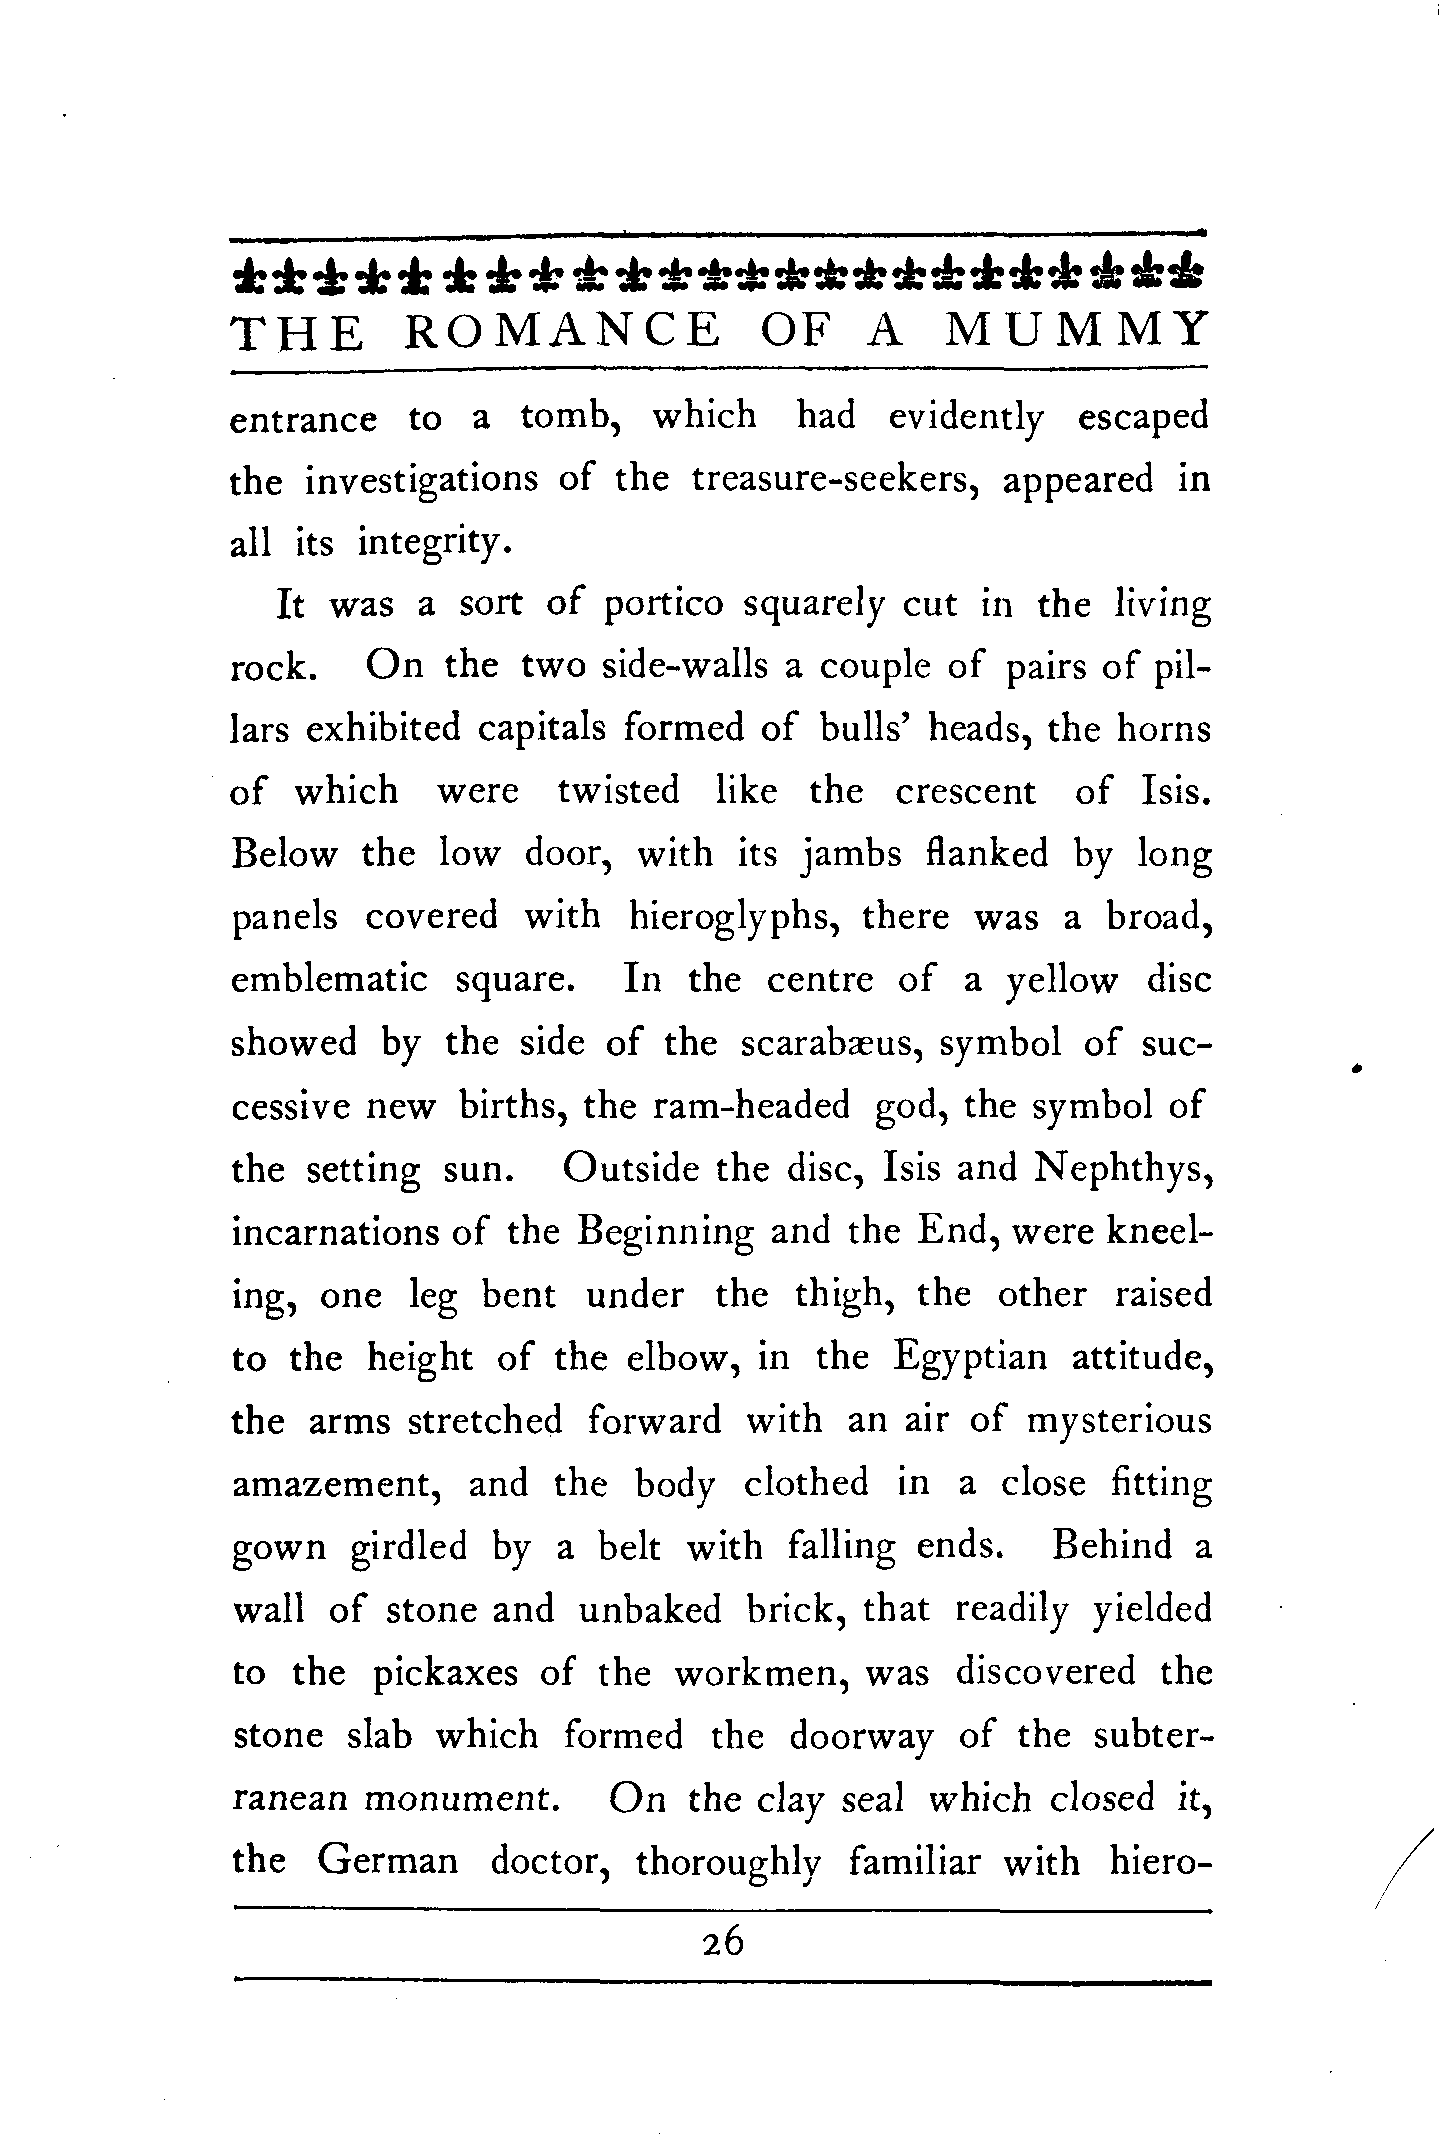 THE ROMANCE OF A MUMMY
entrance to a tomb, which had evidently escaped
the investigations of the treasure-seekers, appeared in
all its integrity.
It was a sort of portico squarely cut in the living
rock. On the two side-walls a couple of pairs of pil-
lars exhibited capitals formed of bulls’ heads, the horns
of which were twisted like the crescent of Isis.
Below the low door, with its jambs flanked by long
panels covered with hieroglyphs, there was a broad,
emblematic square. In the centre of a yellow disc
showed by the side of the scarabæus, symbol of suc-
cessive new births, the ram-headed god, the symbol of
the setting sun. Outside the disc, Isis and Nephthys,
incarnations of the Beginning and the End, were kneel-
ing, one leg bent under the thigh, the other raised
to the height of the elbow, in the Egyptian attitude,
the arms stretched forward with an air of mysterious
amazement, and the body clothed in a close fitting
gown girdled by a belt with falling ends. Behind a
wall of stone and unbaked brick, that readily yielded
to the pickaxes of the workmen, was discovered the
stone slab which formed the doorway of the subter-
ranean monument. On the clay seal which closed it,
the German doctor, thoroughly familiar with hiero-
26